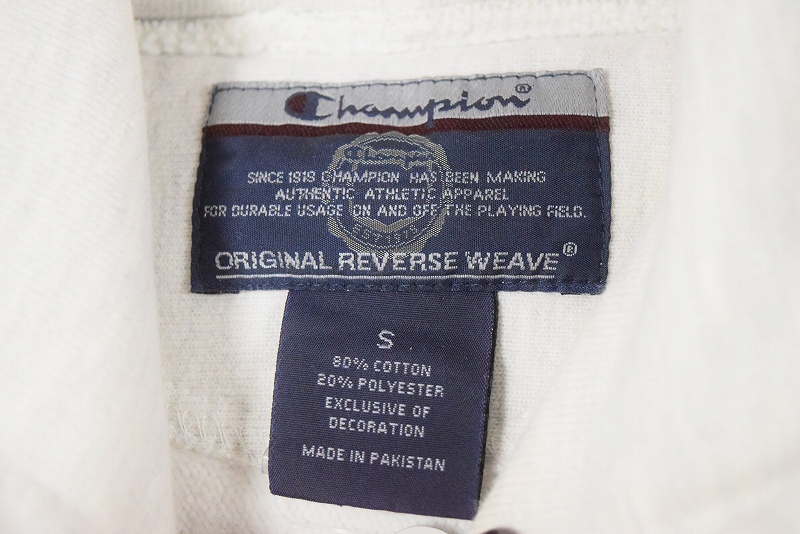 Champion®
SINCE 1919 CHAMPION HAS BEEN MAKING
AUTHENTIC ATHLETIC APPAREL
FOR DURABLE USAGE ON AND OFF THE PLAYING FIELD.
ORIGINAL REVERSE WEAVE®
S
80% COTTON
20% POLYESTER
EXCLUSIVE OF
DECORATION
MADE IN PAKISTAN